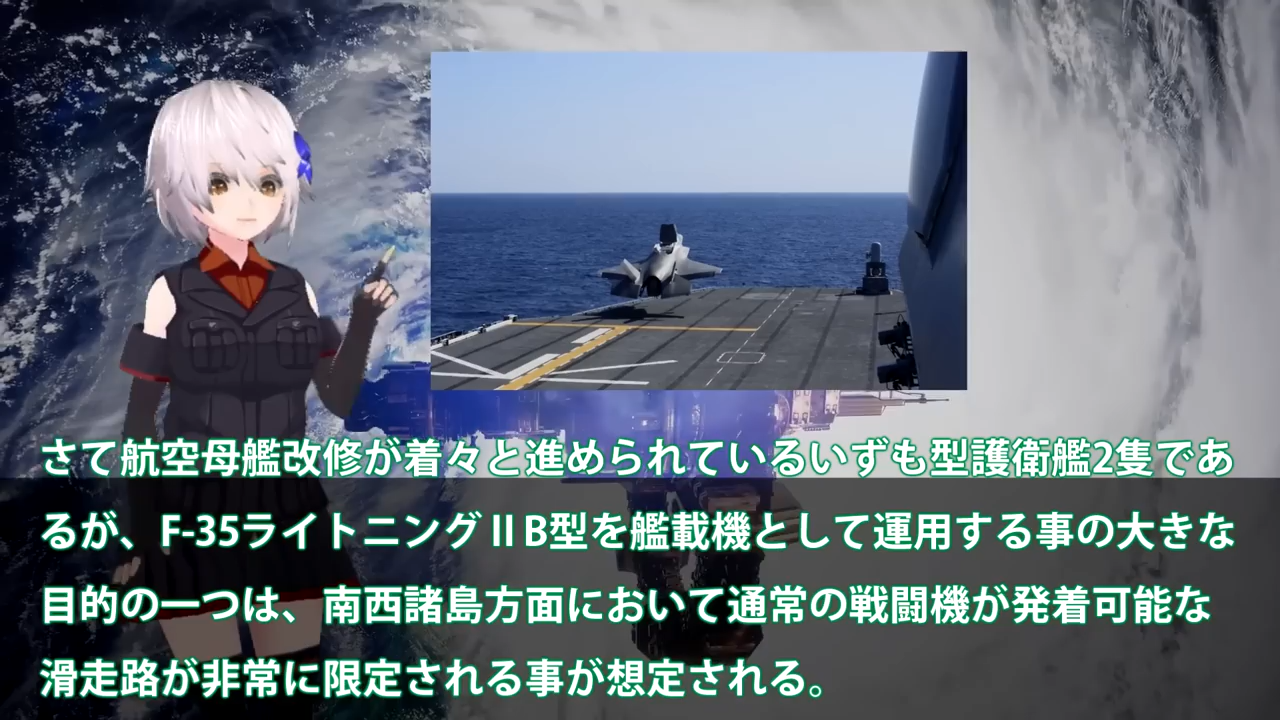 さて航空母艦改修が着々と進められているいずも型護衛艦2隻であ
るが、F-35ライトニングⅡB型を艦載機として運用する事の大きな
目的の一つは、南西諸島方面において通常の戦闘機が発着可能な
滑走路が非常に限定される事が想定される。